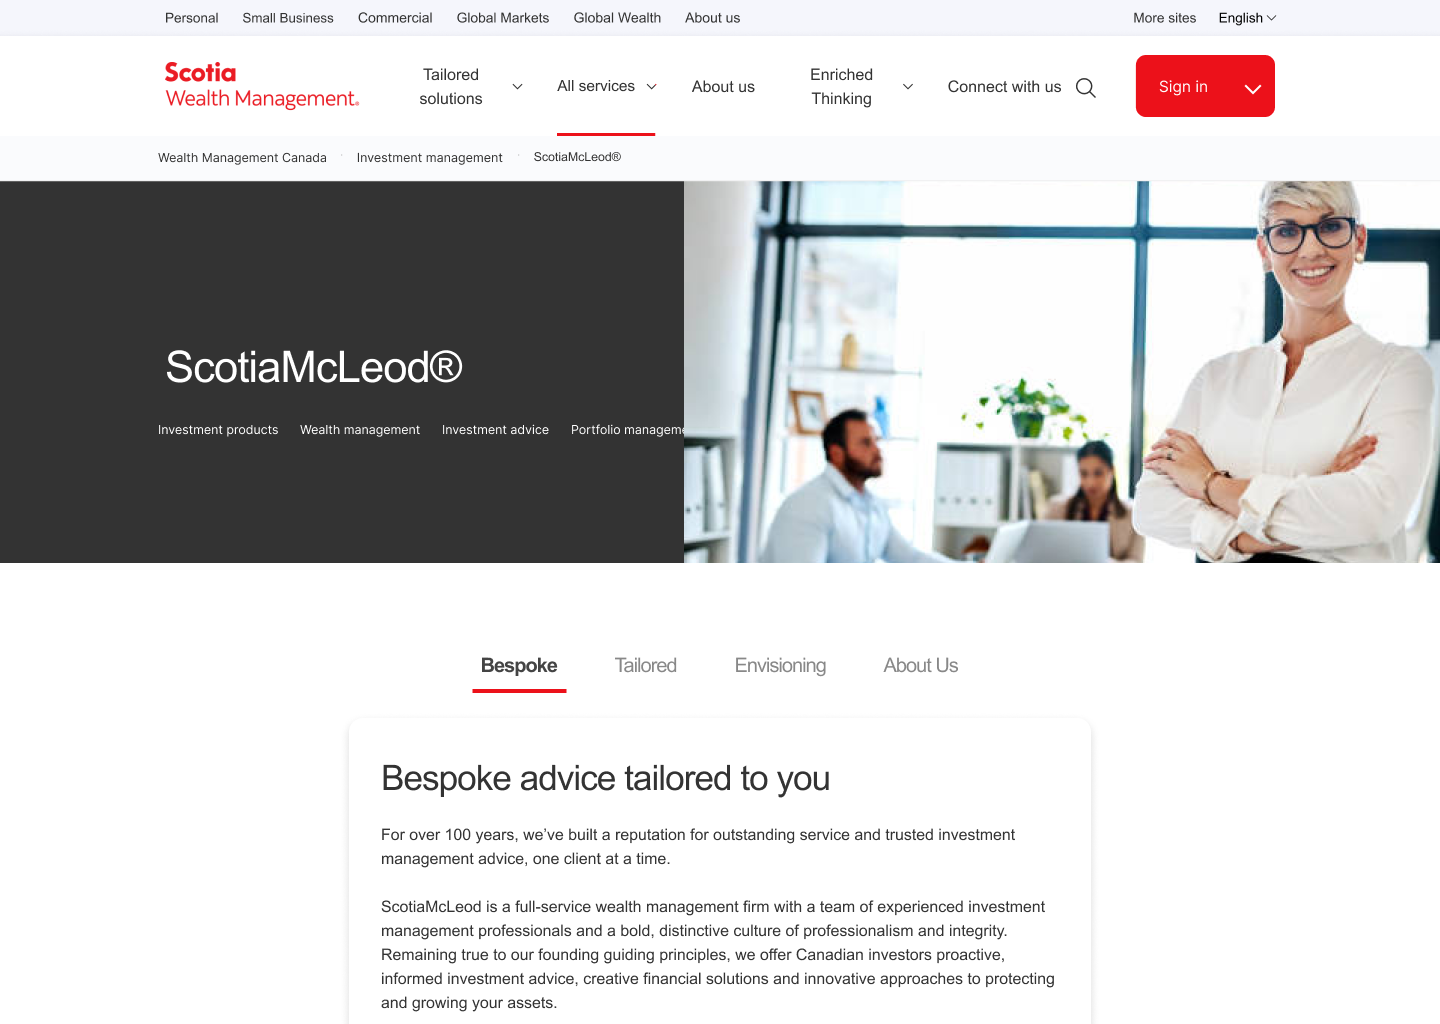 Personal Small Business Commercial Global Markets Global Wealth About us More sites English
Scotia
Wealth Management®
Tailored
solutions
All services
About us
Enriched
Thinking
Connect with us
Sign in
Wealth Management Canada Investment management ScotiaMcLeod®
ScotiaMcLeod®
Investment products Wealth management Investment advice Portfolio manageme
Bespoke Tailored Envisioning About Us
Bespoke advice tailored to you
For over 100 years, we’ve built a reputation for outstanding service and trusted investment
management advice, one client at a time.
ScotiaMcLeod is a full-service wealth management firm with a team of experienced investment
management professionals and a bold, distinctive culture of professionalism and integrity.
Remaining true to our founding guiding principles, we offer Canadian investors proactive,
informed investment advice, creative financial solutions and innovative approaches to protecting
and growing your assets.